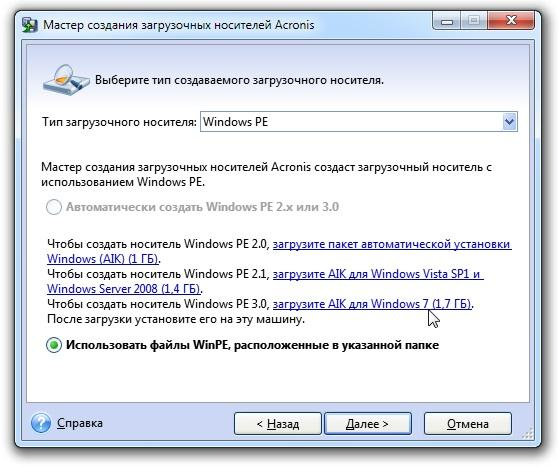 Мастер создания загрузочных носителей Acronis
Выберите тип создаваемого загрузочного носителя.
Тип загрузочного носителя: Windows PE
Мастер создания загрузочных носителей Acronis создаст загрузочный носитель с
использованием Windows PE.
Автоматически создать Windows PE 2.x или 3.0
Чтобы создать носитель Windows PE 2.0, загрузите пакет автоматической установки
Windows (AIK) (1 ГБ).
Чтобы создать носитель Windows PE 2.1, загрузите AIK для Windows Vista SP1 и
Windows Server 2008 (1,4 ГБ).
Чтобы создать носитель Windows PE 3.0, загрузите AIK для Windows 7 (1,7 ГБ).
После загрузки установите его на эту машину.
Использовать файлы WinPE, расположенные в указанной папке
? Справка < Назад Далее > Отмена